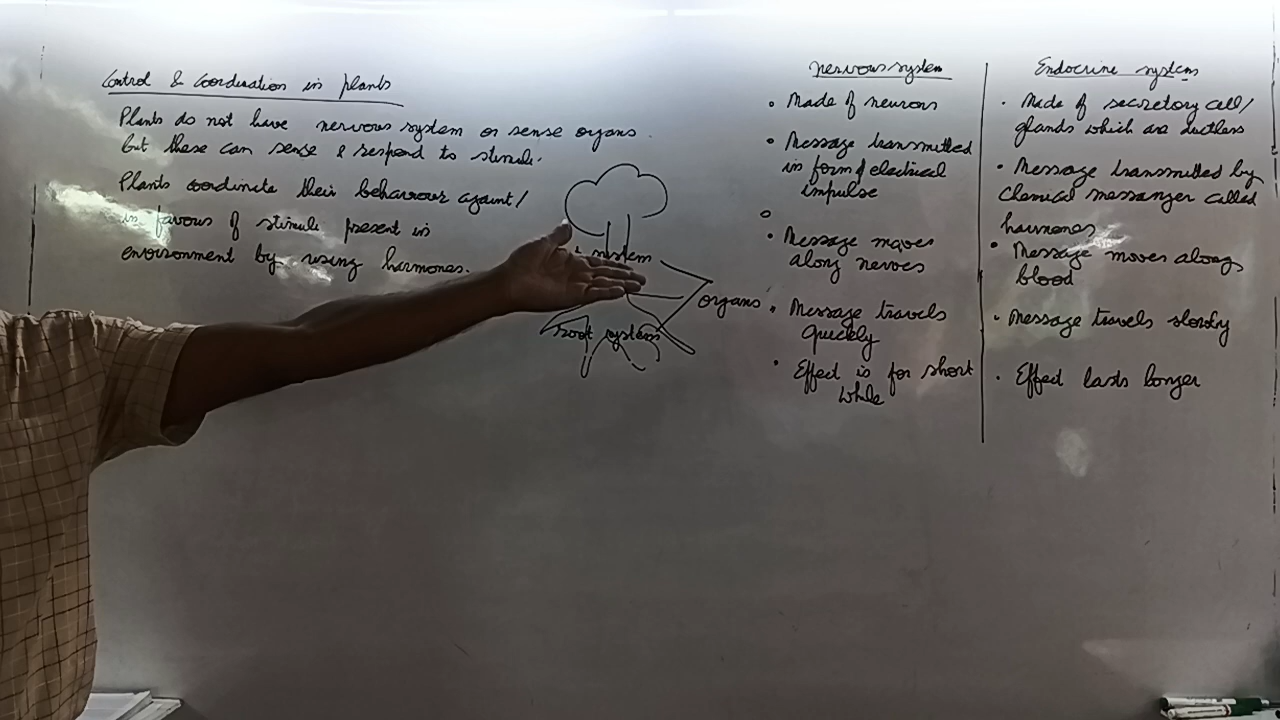 Control & Coordination in plants
Plants do not have nervous system or sense organs.
but these can sense & respond to stimuli.
Plants coordinate their behaviour against/
in favour of stimuli present in
environment by using hormones.
system
organs
root system
Nervous system
• Made of neurons
• Message transmitted
in form of electrical
impulse
• Message moves
along nerves
• Message travels
quickly
• Effect is for short
while
Endocrine system
• Made of secretory cell/
glands which are ductless
• Message transmitted by
Chemical messanger called
harmones
• Message moves along
blood
• Message travels slowly
• Effect lasts longer